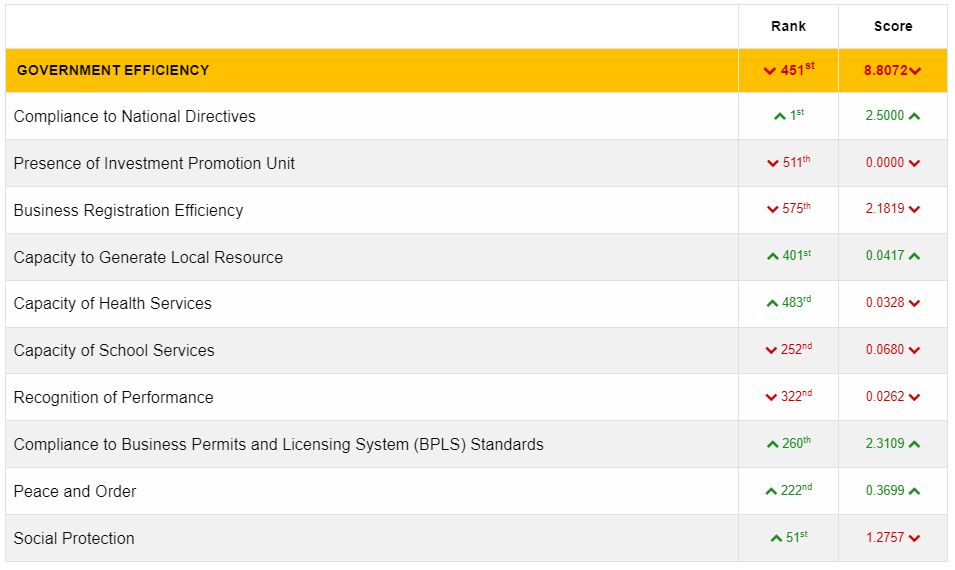 Rank Score
GOVERNMENT EFFICIENCY 451st 8.8072
Compliance to National Directives 1st 2.5000
Presence of Investment Promotion Unit 511th 0.0000
Business Registration Efficiency 575th 2.1819
Capacity to Generate Local Resource 401st 0.0417
Capacity of Health Services 483rd 0.0328
Capacity of School Services 252nd 0.0680
Recognition of Performance 322nd 0.0262
Compliance to Business Permits and Licensing System (BPLS) Standards 260th 2.3109
Peace and Order 222nd 0.3699
Social Protection 51st 1.2757